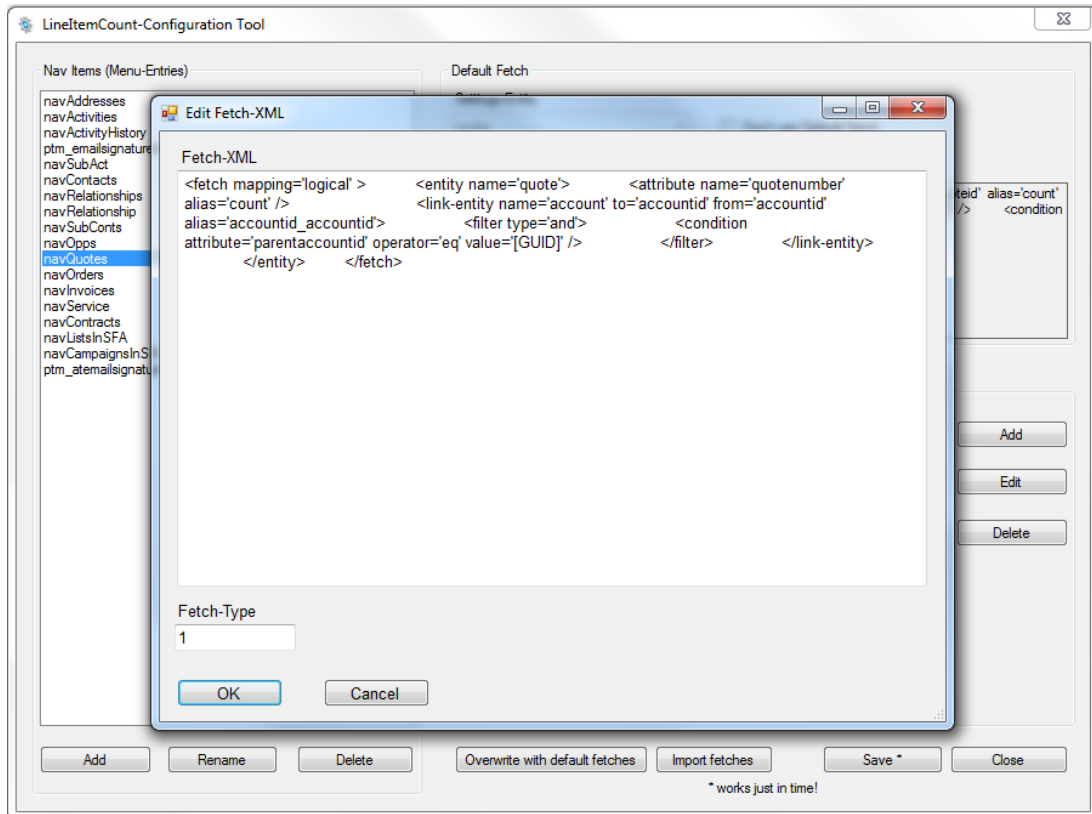 LineItemCount-Configuration Tool
Nav Items (Menu-Entries)
Default Fetch
navAddresses
navActivities
navActivityHistory
ptm_emailsignature
navSubAct
navContacts
navRelationships
navRelationship
navSubConts
navOpps
navQuotes
navOrders
navInvoices
navService
navContracts
navListsInSFA
navCampaignsInS
ptm_atemailsignatu
Edit Fetch-XML
Fetch-XML
<fetch mapping='logical' > <entity name='quote'> <attribute name='quotenumber'
alias='count' /> <link-entity name='account' to='accountid' from='accountid'
alias='accountid_accountid'> <filter type='and'> <condition
attribute='parentaccountid' operator='eq' value='[GUID]' /> </filter> </link-entity>
</entity> </fetch>
Fetch-Type
1
OK Cancel
teid' alias='count'
/> <condition
Add
Edit
Delete
Add Rename Delete Overwrite with default fetches Import fetches Save * Close
* works just in time!